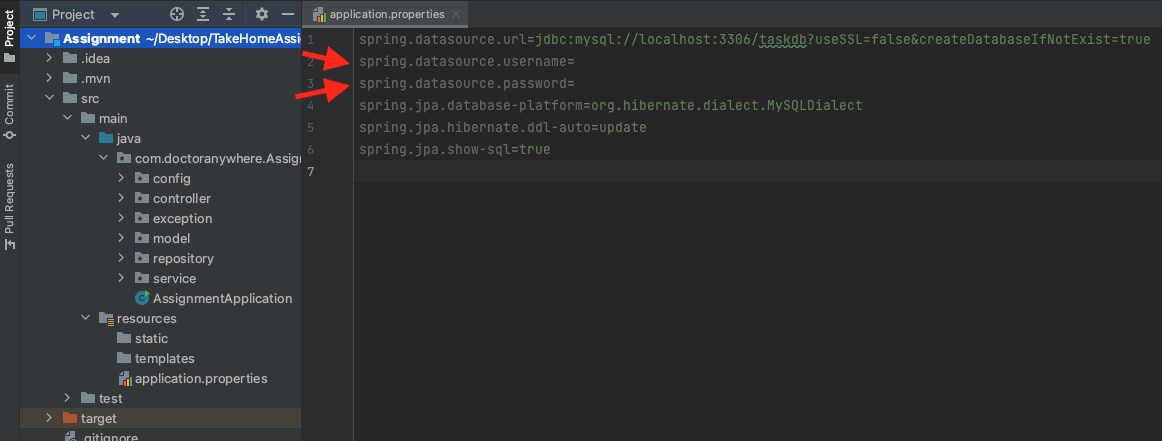 Project
Commit
Pull Requests
Project
Assignment ~/Desktop/TakeHomeAssi
.idea
.mvn
src
main
java
com.doctoranywhere.Assig
config
controller
exception
model
repository
service
AssignmentApplication
resources
static
templates
application.properties
test
target
.gitignore
application.properties
1 spring.datasource.url=jdbc:mysql://localhost:3306/taskdb?useSSL=false&createDatabaseIfNotExist=true
2 spring.datasource.username=
3 spring.datasource.password=
4 spring.jpa.database-platform=org.hibernate.dialect.MySQLDialect
5 spring.jpa.hibernate.ddl-auto=update
6 spring.jpa.show-sql=true
7